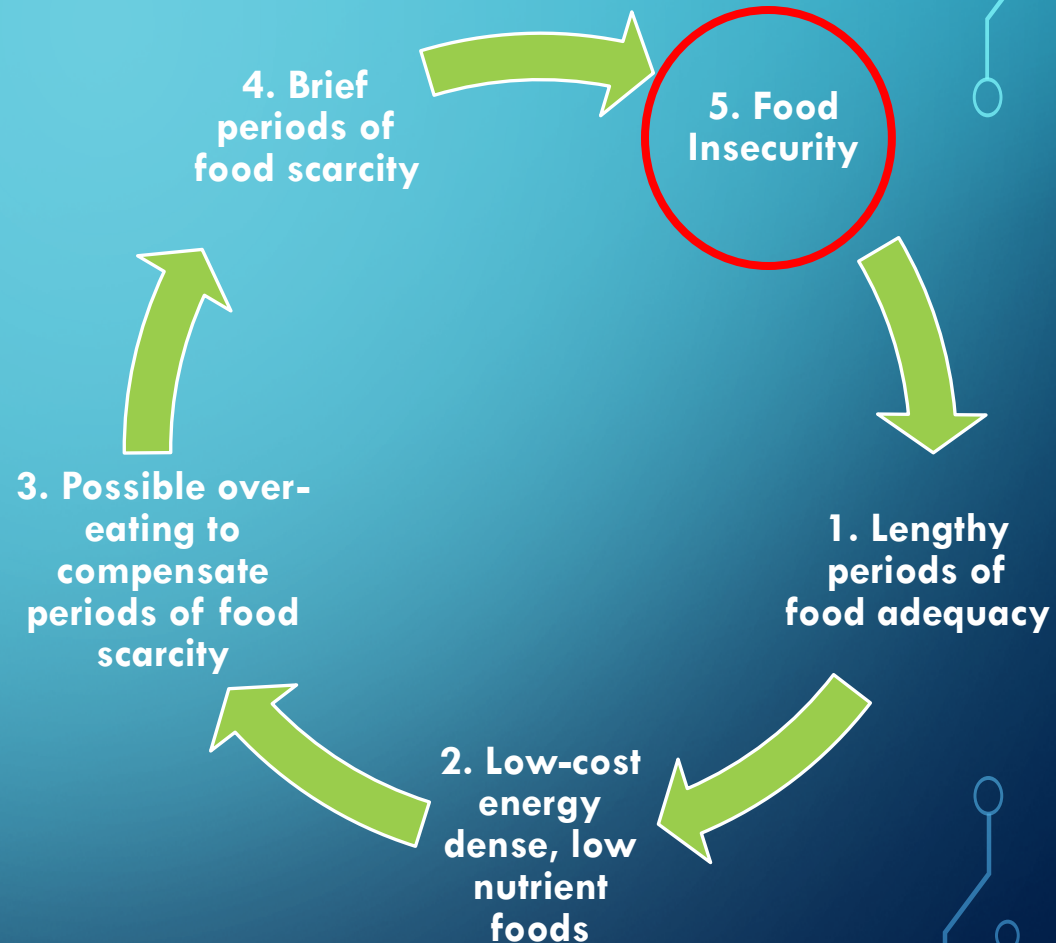 4. Brief
periods of
food scarcity
5. Food
Insecurity
3. Possible over-
eating to
compensate
periods of food
scarcity
1. Lengthy
periods of
food adequacy
2. Low-cost
energy
dense, low
nutrient
foods